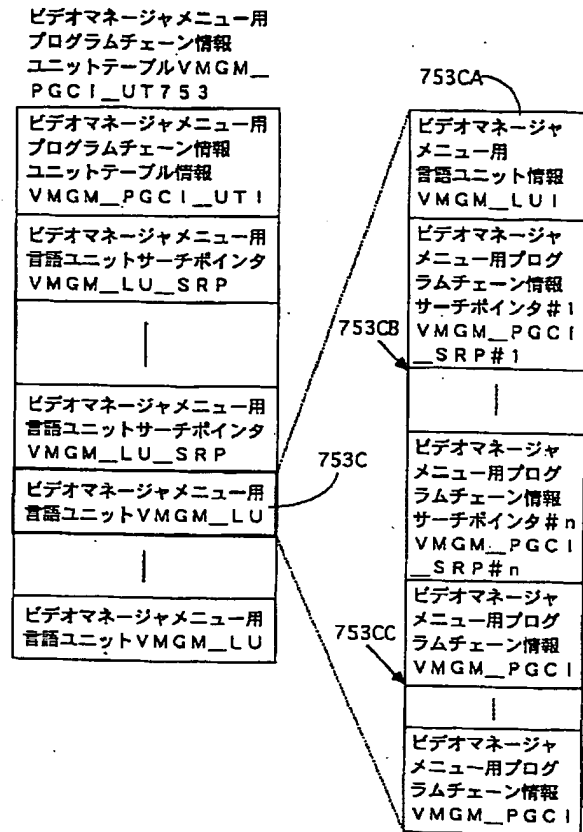 ビデオマネージャメニュー用
プログラムチェーン情報
ユニットテーブルVMGM__
PGCI__UT753
ビデオマネージャメニュー用
プログラムチェーン情報
ユニットテーブル情報
VMGM__PGCI__UTI
ビデオマネージャメニュー用
言語ユニットサーチポインタ
VMGM__LU__SRP
ビデオマネージャメニュー用
言語ユニットサーチポインタ
VMGM__LU__SRP
ビデオマネージャメニュー用
言語ユニットVMGM__LU
ビデオマネージャメニュー用
言語ユニットVMGM__LU
753C
753CA
ビデオマネージャ
メニュー用
言語ユニット情報
VMGM__LUI
ビデオマネージャ
メニュー用プログ
ラムチェーン情報
サーチポインタ#1
VMGM__PGCI
__SRP#1
753CB
ビデオマネージャ
メニュー用プログ
ラムチェーン情報
サーチポインタ#n
VMGM__PGCI
__SRP#n
ビデオマネージャ
メニュー用プログ
ラムチェーン情報
VMGM__PGCI
753CC
ビデオマネージャ
メニュー用プログ
ラムチェーン情報
VMGM__PGCI